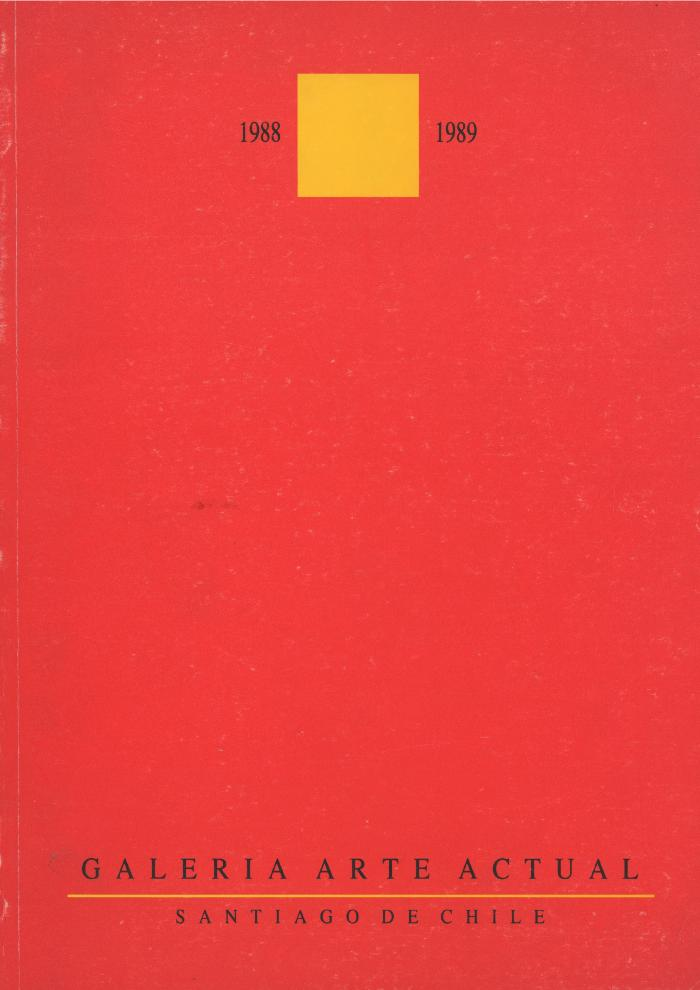 1988 1989
GALERIA ARTE ACTUAL
SANTIAGO DE CHILE